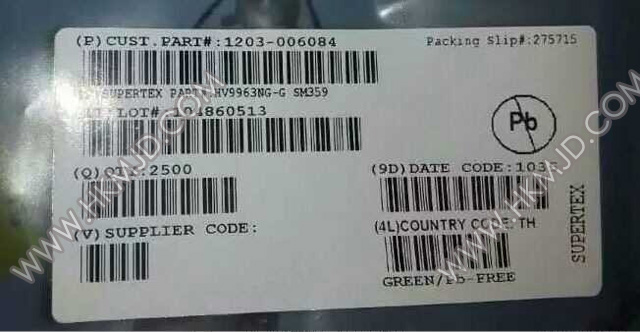 (P) CUST.PART#:1203-006084
Packing Slip#:275715
SUPERTEX PART :HV9963NG-G SM359
LOT#: 104860513
Pb
(Q) QTY:2500
(9D) DATE CODE:1035
(V) SUPPLIER CODE:
(4L)COUNTRY CODE:TH
GREEN/Pb-FREE
SUPERTEX
WWW.HKMJD.COM